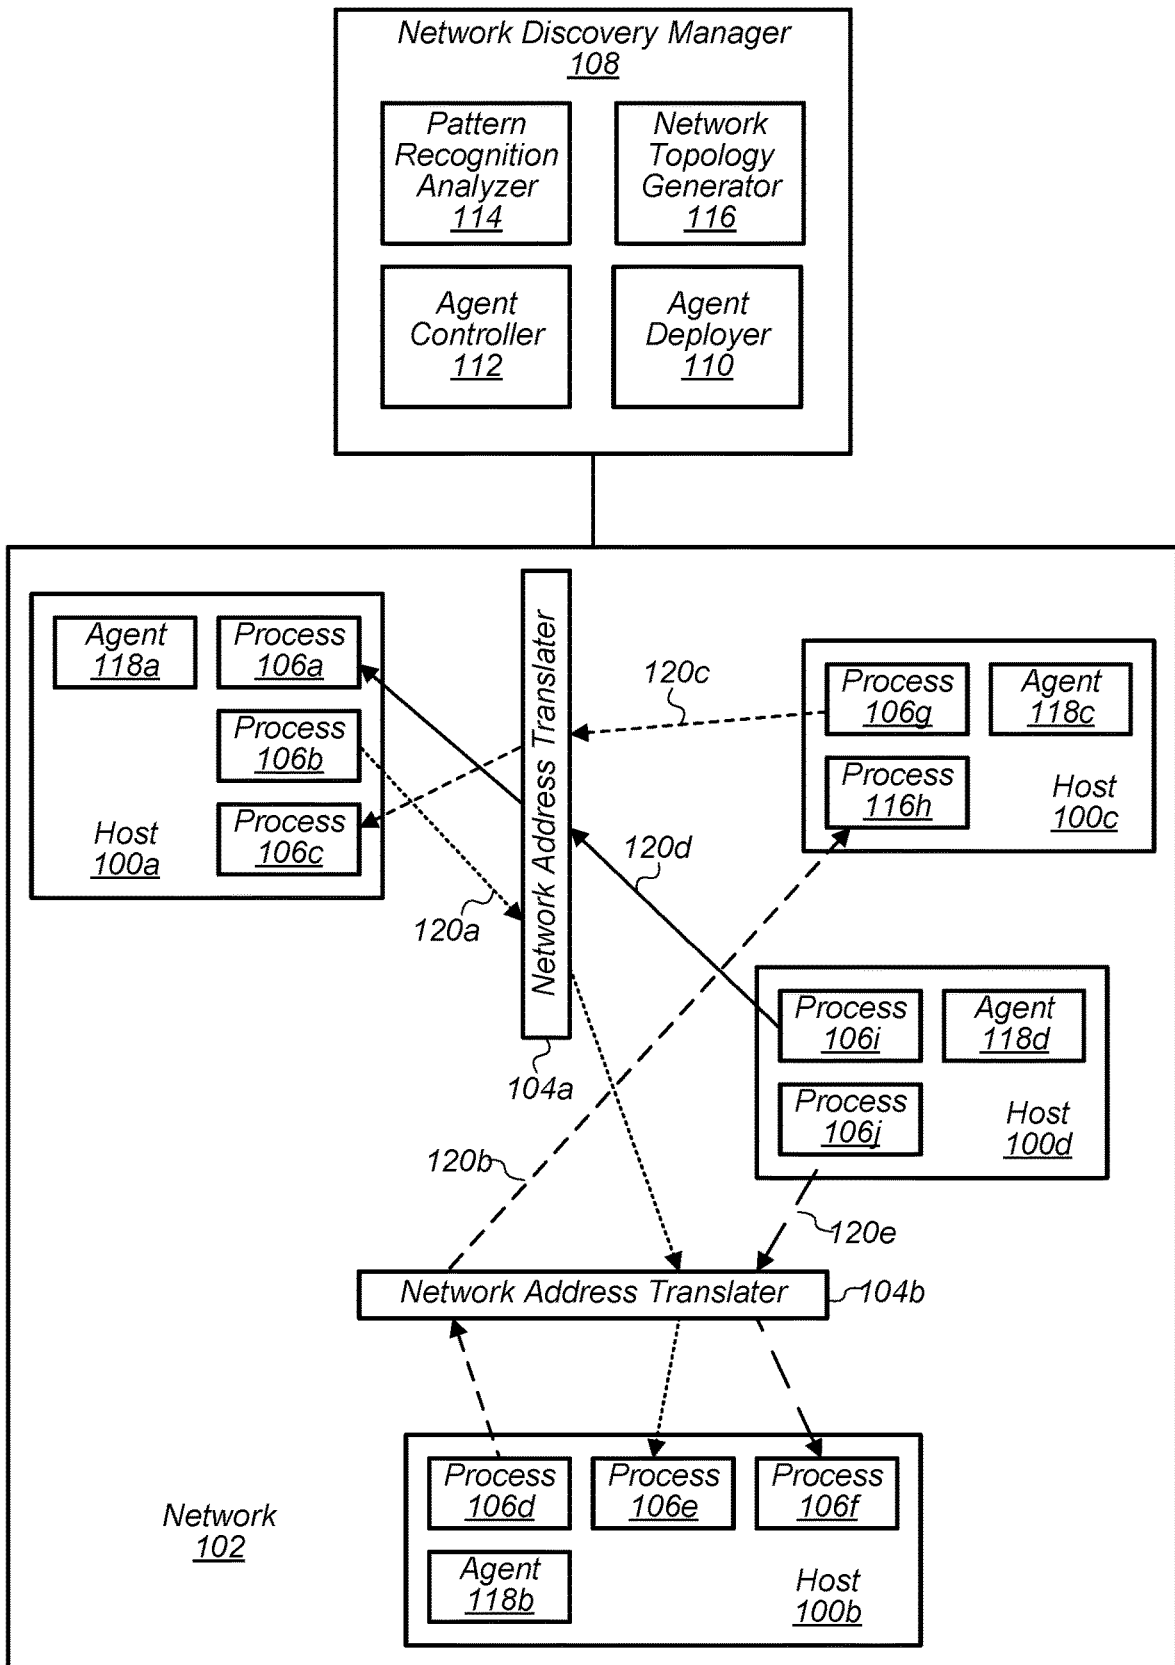 Network Discovery Manager
108
Pattern
Recognition
Analyzer
114
Network
Topology
Generator
116
Agent
Controller
112
Agent
Deployer
110
Agent
118a
Process
106a
Process
106b
Process
106c
Host
100a
Network Address Translater
104a
120a
120c
120d
Process
106g
Agent
118c
Process
116h
Host
100c
Process
106i
Agent
118d
Process
106j
Host
100d
120b
120e
Network Address Translater
104b
Process
106d
Process
106e
Process
106f
Agent
118b
Host
100b
Network
102